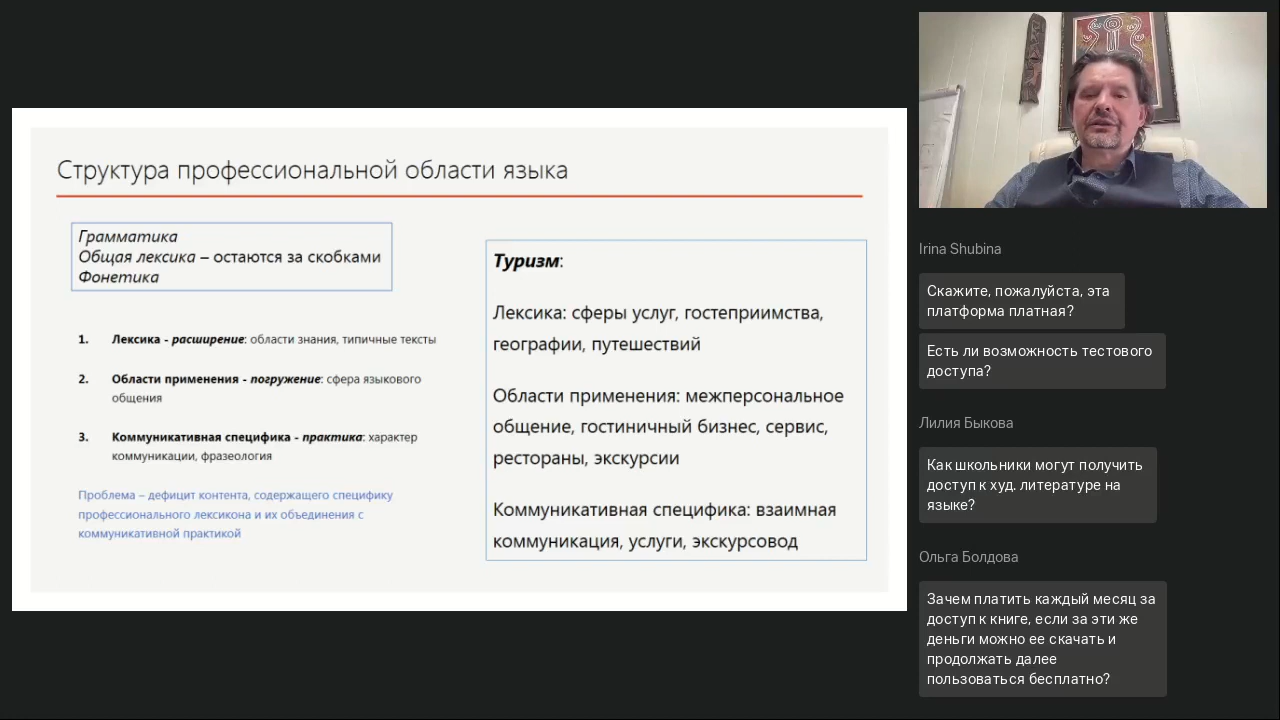 Структура профессиональной области языка
Грамматика
Общая лексика – остаются за скобками
Фонетика
1. Лексика - расширение: области знания, типичные тексты
2. Области применения - погружение: сфера языкового
общения
3. Коммуникативная специфика - практика: характер
коммуникации, фразеология
Проблема – дефицит контента, содержащего специфику
профессионального лексикона и их объединения с
коммуникативной практикой
Туризм:
Лексика: сферы услуг, гостеприимства,
географии, путешествий
Области применения: межперсональное
общение, гостиничный бизнес, сервис,
рестораны, экскурсии
Коммуникативная специфика: взаимная
коммуникация, услуги, экскурсовод
Irina Shubina
Скажите, пожалуйста, эта
платформа платная?
Есть ли возможность тестового
доступа?
Лилия Быкова
Как школьники могут получить
доступ к худ. литературе на
языке?
Ольга Болдова
Зачем платить каждый месяц за
доступ к книге, если за эти же
деньги можно ее скачать и
продолжать далее
пользоваться бесплатно?